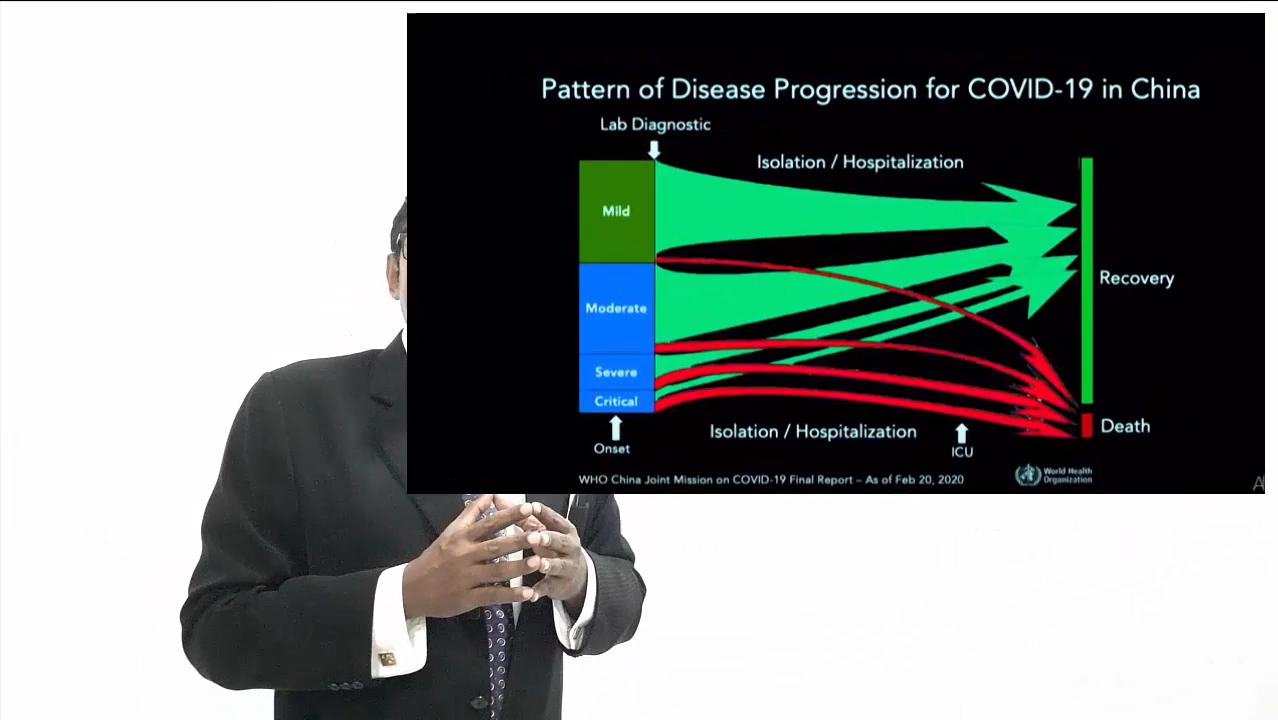 Pattern of Disease Progression for COVID-19 in China
Lab Diagnostic
Isolation / Hospitalization
Mild
Moderate
Severe
Critical
Onset
Isolation / Hospitalization
ICU
Recovery
Death
WHO China Joint Mission on COVID-19 Final Report – As of Feb 20, 2020
World Health
Organization
A